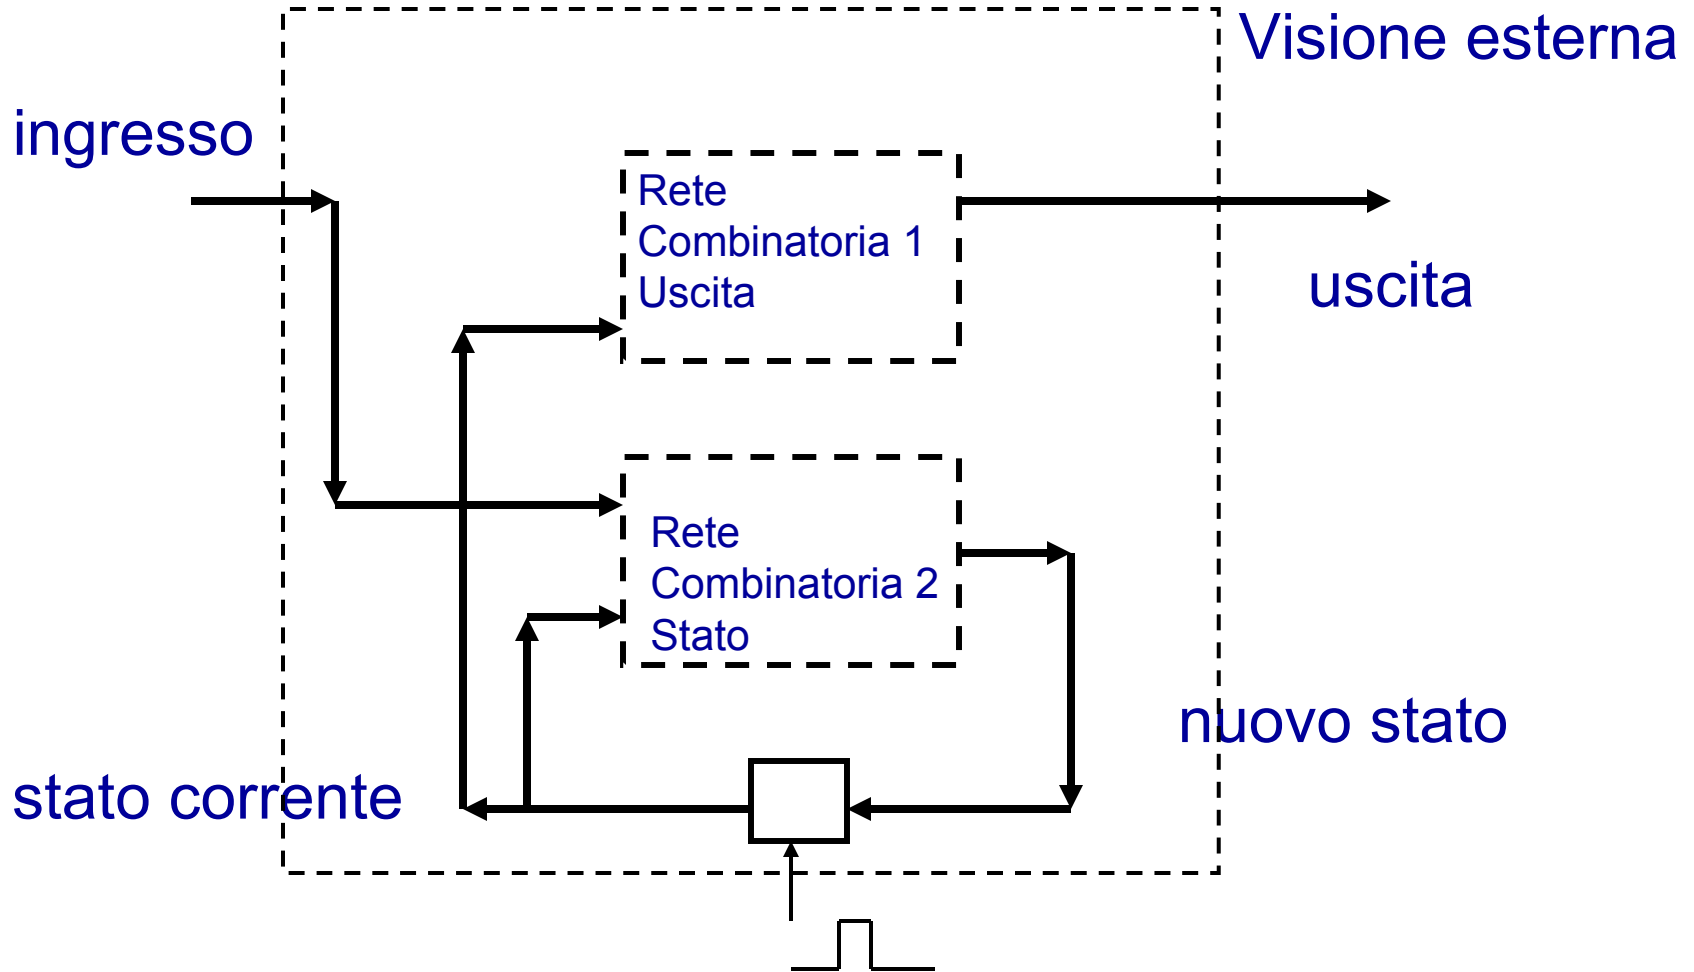 Visione esterna
ingresso
Rete
Combinatoria 1
Uscita
uscita
Rete
Combinatoria 2
Stato
nuovo stato
stato corrente